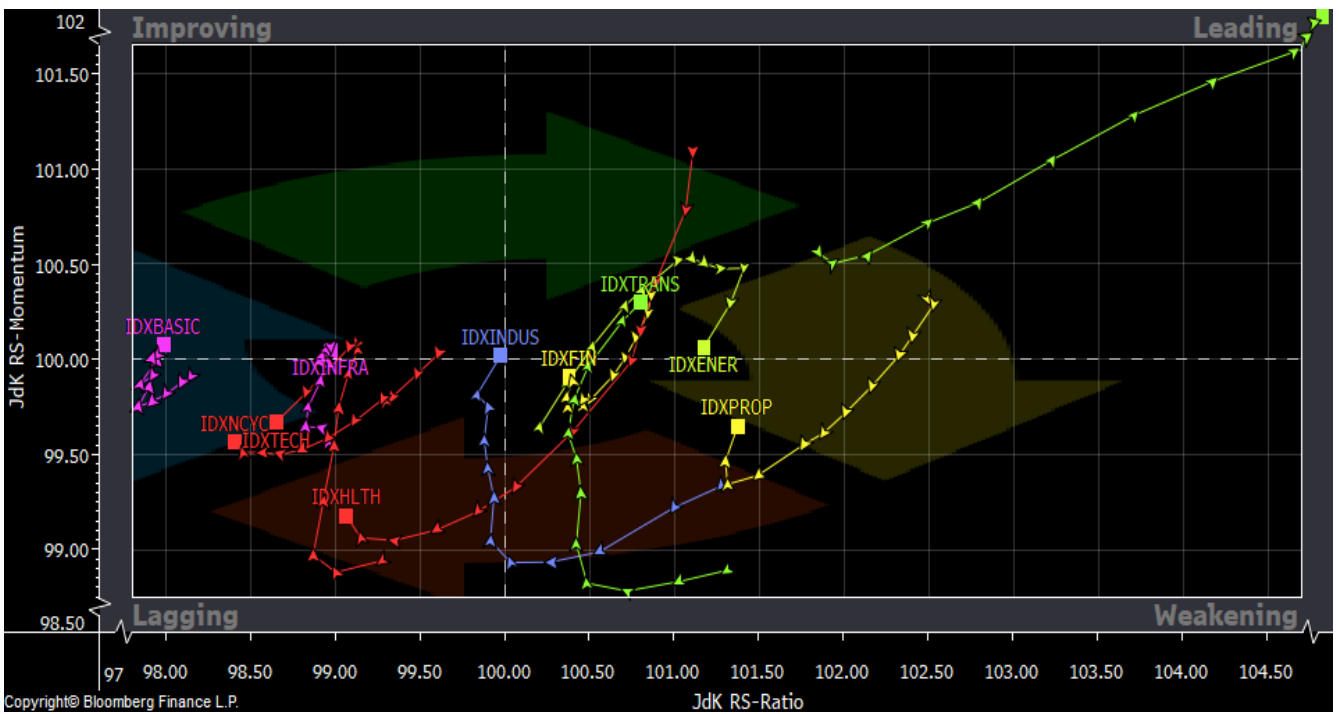 Improving
Leading
102
101.50
101.00
100.50
100.00
99.50
99.00
98.50
JdK RS-Momentum
IDXTRANS
IDXBASIC
IDXINDUS
IDXFIN
IDXENER
IDXINFRA
IDXPROP
IDXNCYC
IDXTECH
IDXHLTH
Lagging
Weakening
97
98.00
98.50
99.00
99.50
100.00
100.50
101.00
101.50
102.00
102.50
103.00
103.50
104.00
104.50
Copyright© Bloomberg Finance L.P.
JdK RS-Ratio